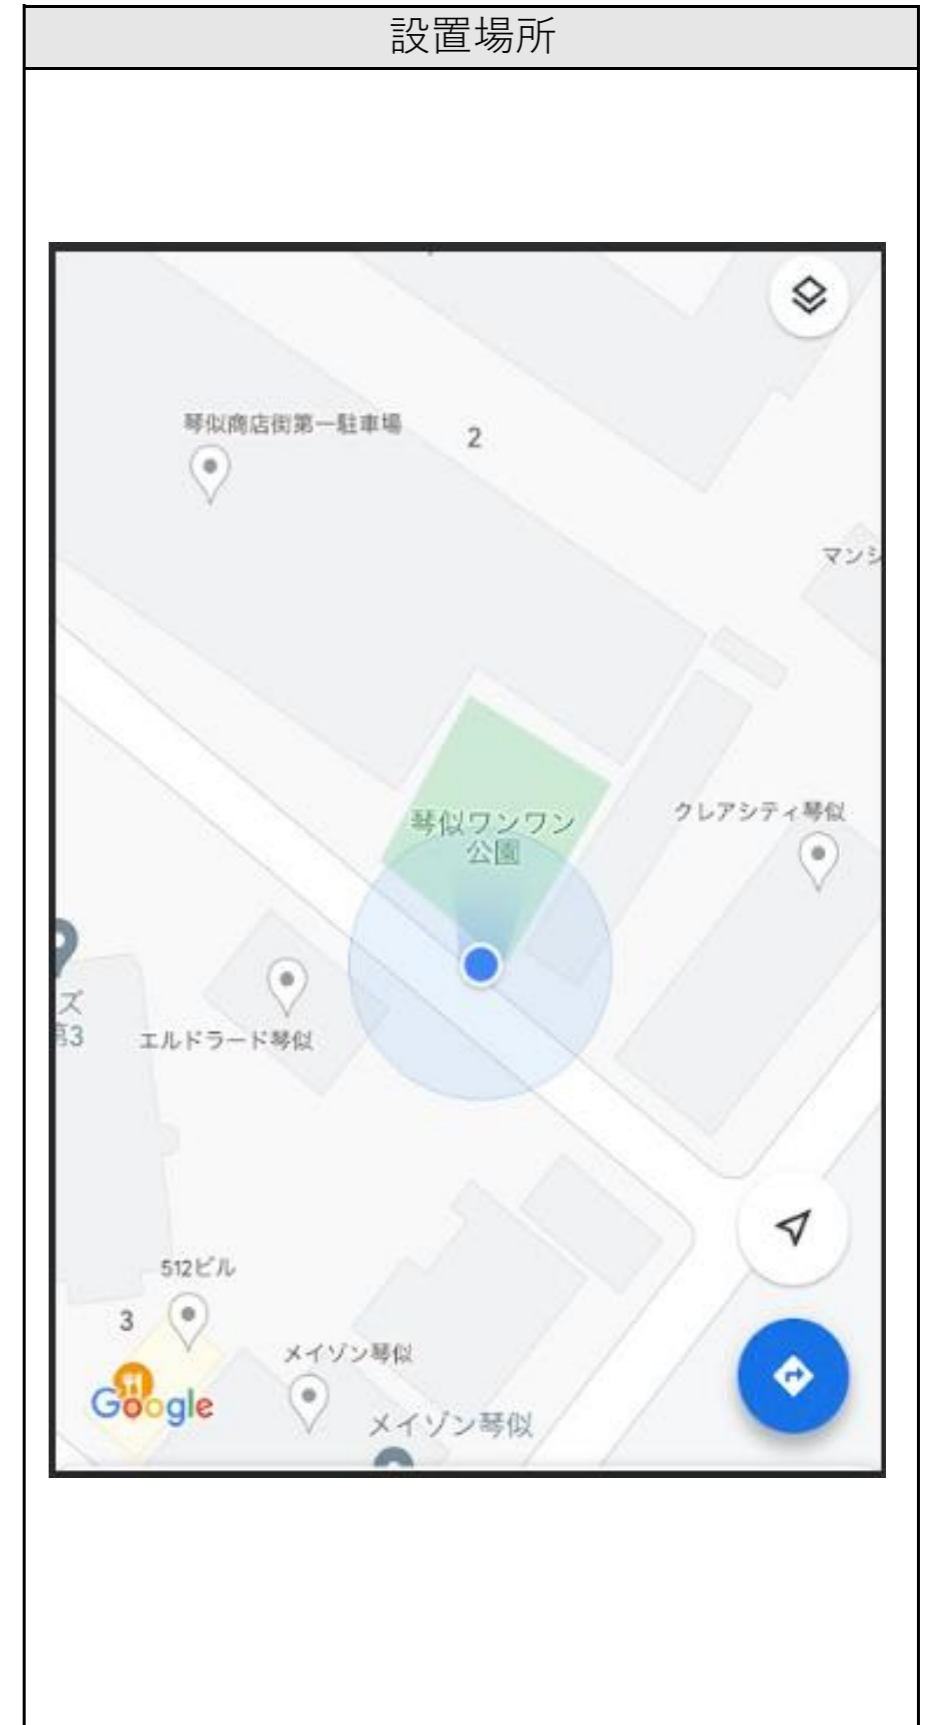 設置場所
琴似商店街第一駐車場
2
マンシ
琴似ワンワン
公園
クレアシティ琴似
ズ
第3
エルドラード琴似
512ビル
3
メイゾン琴似
Google
メイゾン琴似